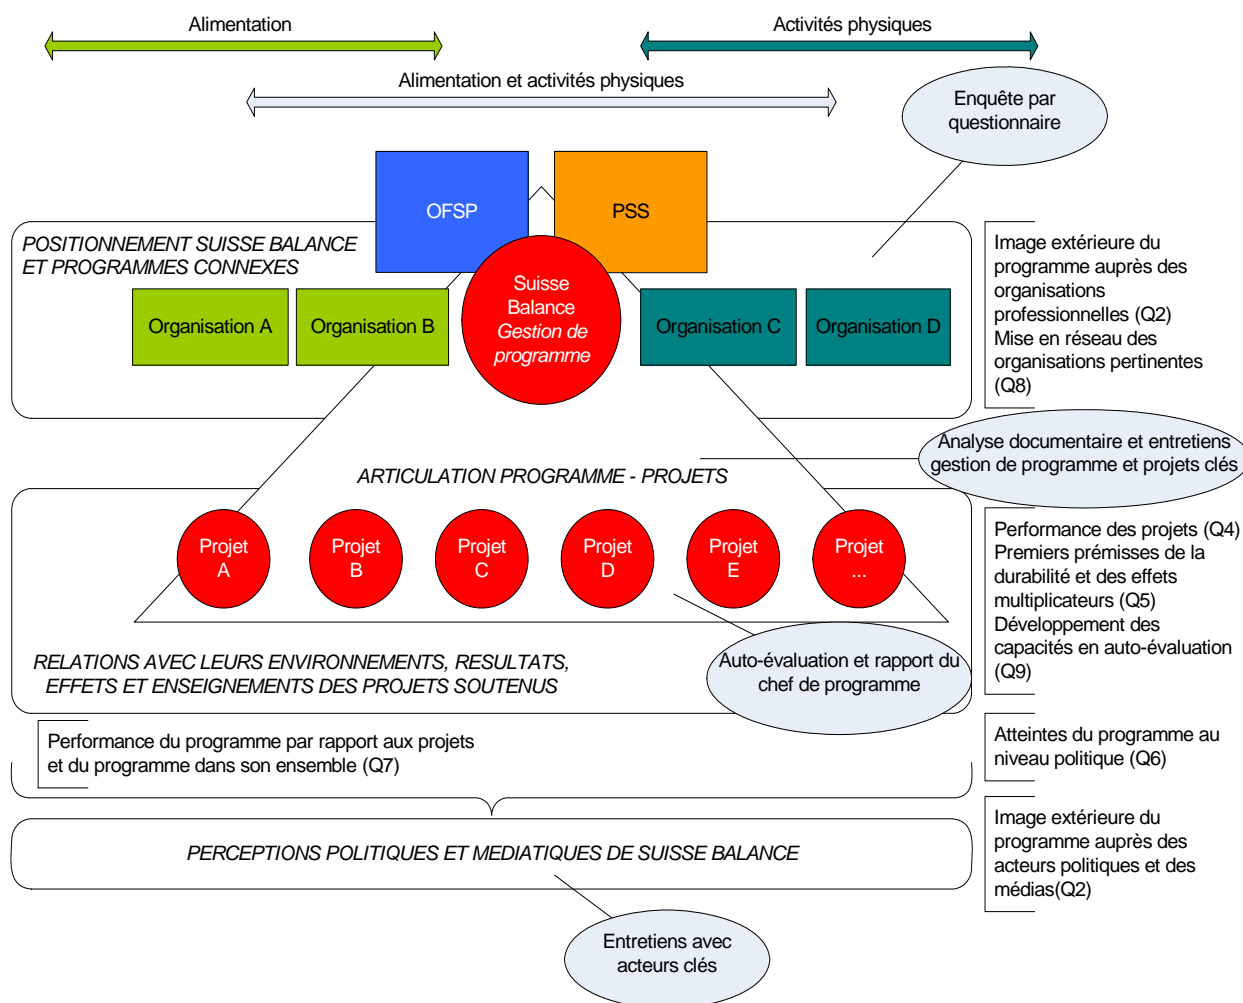 Alimentation
Activités physiques
Alimentation et activités physiques
Enquête par
questionnaire
OFSP
PSS
POSITIONNEMENT SUISSE BALANCE
ET PROGRAMMES CONNEXES
Suisse
Balance
Gestion de
programme
Organisation A
Organisation B
Organisation C
Organisation D
Image extérieure du
programme auprès des
organisations
professionnelles (Q2)
Mise en réseau des
organisations pertinentes
(Q8)
Analyse documentaire et entretiens
gestion de programme et projets clés
ARTICULATION PROGRAMME - PROJETS
Projet
A
Projet
B
Projet
C
Projet
D
Projet
E
Projet
...
Performance des projets (Q4)
Premiers prémisses de la
durabilité et des effets
multiplicateurs (Q5)
Développement des
capacités en auto-évaluation
(Q9)
RELATIONS AVEC LEURS ENVIRONNEMENTS, RESULTATS,
EFFETS ET ENSEIGNEMENTS DES PROJETS SOUTENUS
Auto-évaluation et rapport du
chef de programme
Performance du programme par rapport aux projets
et du programme dans son ensemble (Q7)
Atteintes du programme au
niveau politique (Q6)
PERCEPTIONS POLITIQUES ET MEDIATIQUES DE SUISSE BALANCE
Image extérieure du
programme auprès des
acteurs politiques et des
médias(Q2)
Entretiens avec
acteurs clés